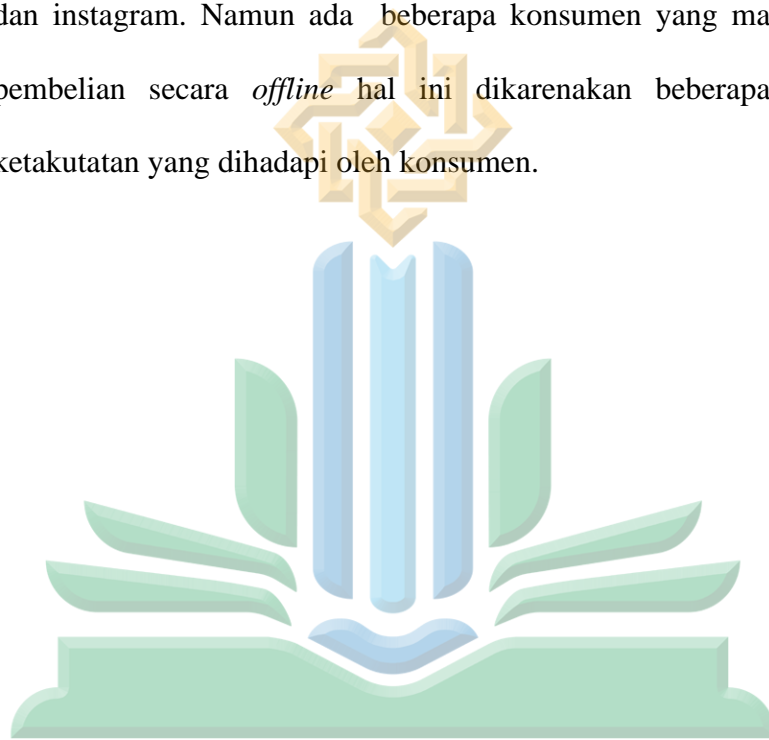 dan instagram. Namun ada beberapa konsumen yang ma
pembelian secara offline hal ini dikarenakan beberapa
ketakutatan yang dihadapi oleh konsumen.